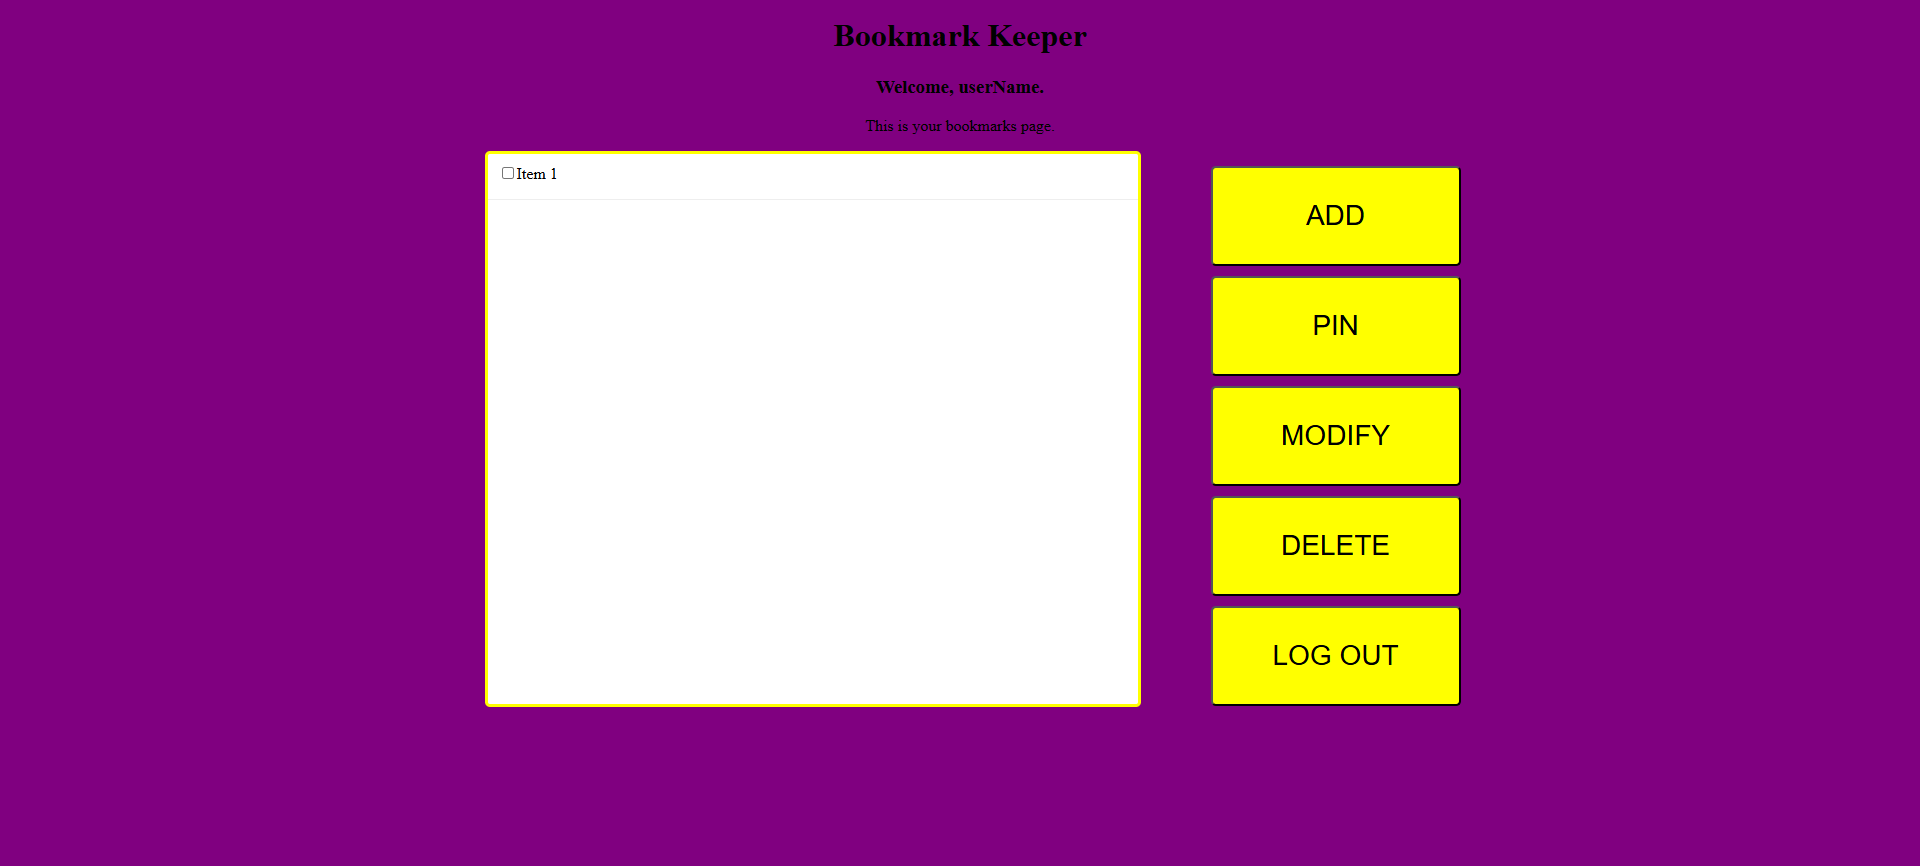 Bookmark Keeper
Welcome, userName.
This is your bookmarks page.
Item 1
ADD
PIN
MODIFY
DELETE
LOG OUT